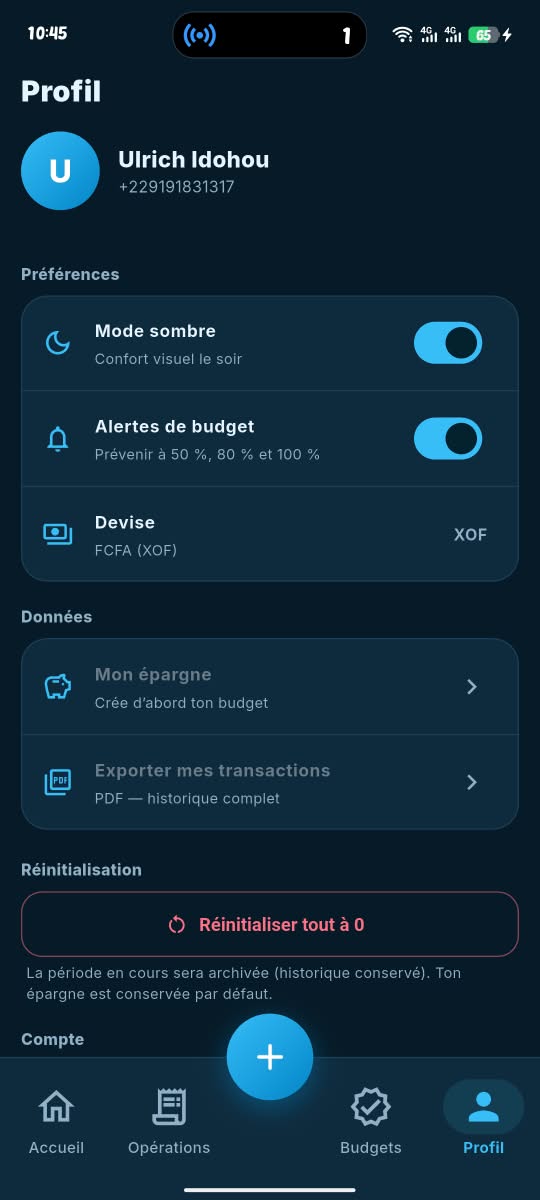 10:45
1
4G
4G
65
Profil
U
Ulrich Idohou
+229191831317
Préférences
Mode sombre
Confort visuel le soir
Alertes de budget
Prévenir à 50 %, 80 % et 100 %
Devise
FCFA (XOF)
XOF
Données
Mon épargne
Crée d’abord ton budget
PDF
Exporter mes transactions
PDF — historique complet
Réinitialisation
Réinitialiser tout à 0
La période en cours sera archivée (historique conservé). Ton
épargne est conservée par défaut.
Compte
Accueil
Opérations
Budgets
Profil